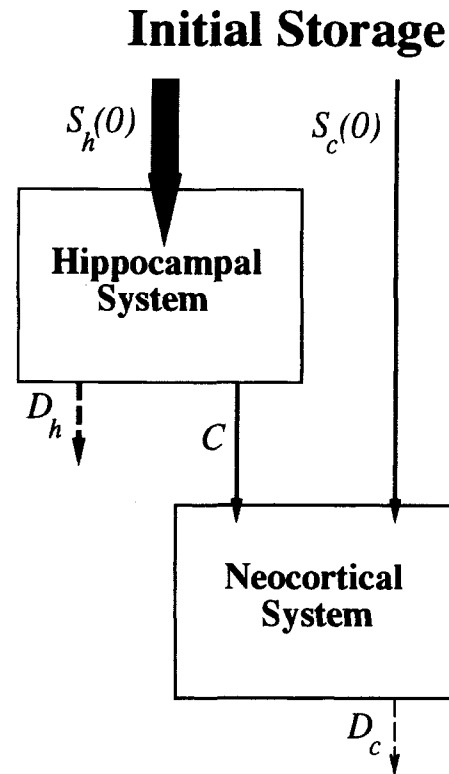 Initial Storage
S_h(0)
S_c(0)
Hippocampal
System
D_h
C
Neocortical
System
D_c